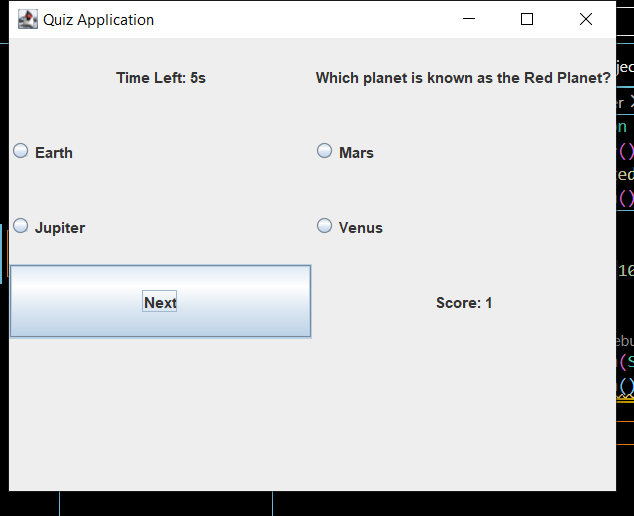 Quiz Application
Time Left: 5s
Which planet is known as the Red Planet?
Earth
Mars
Jupiter
Venus
Next
Score: 1